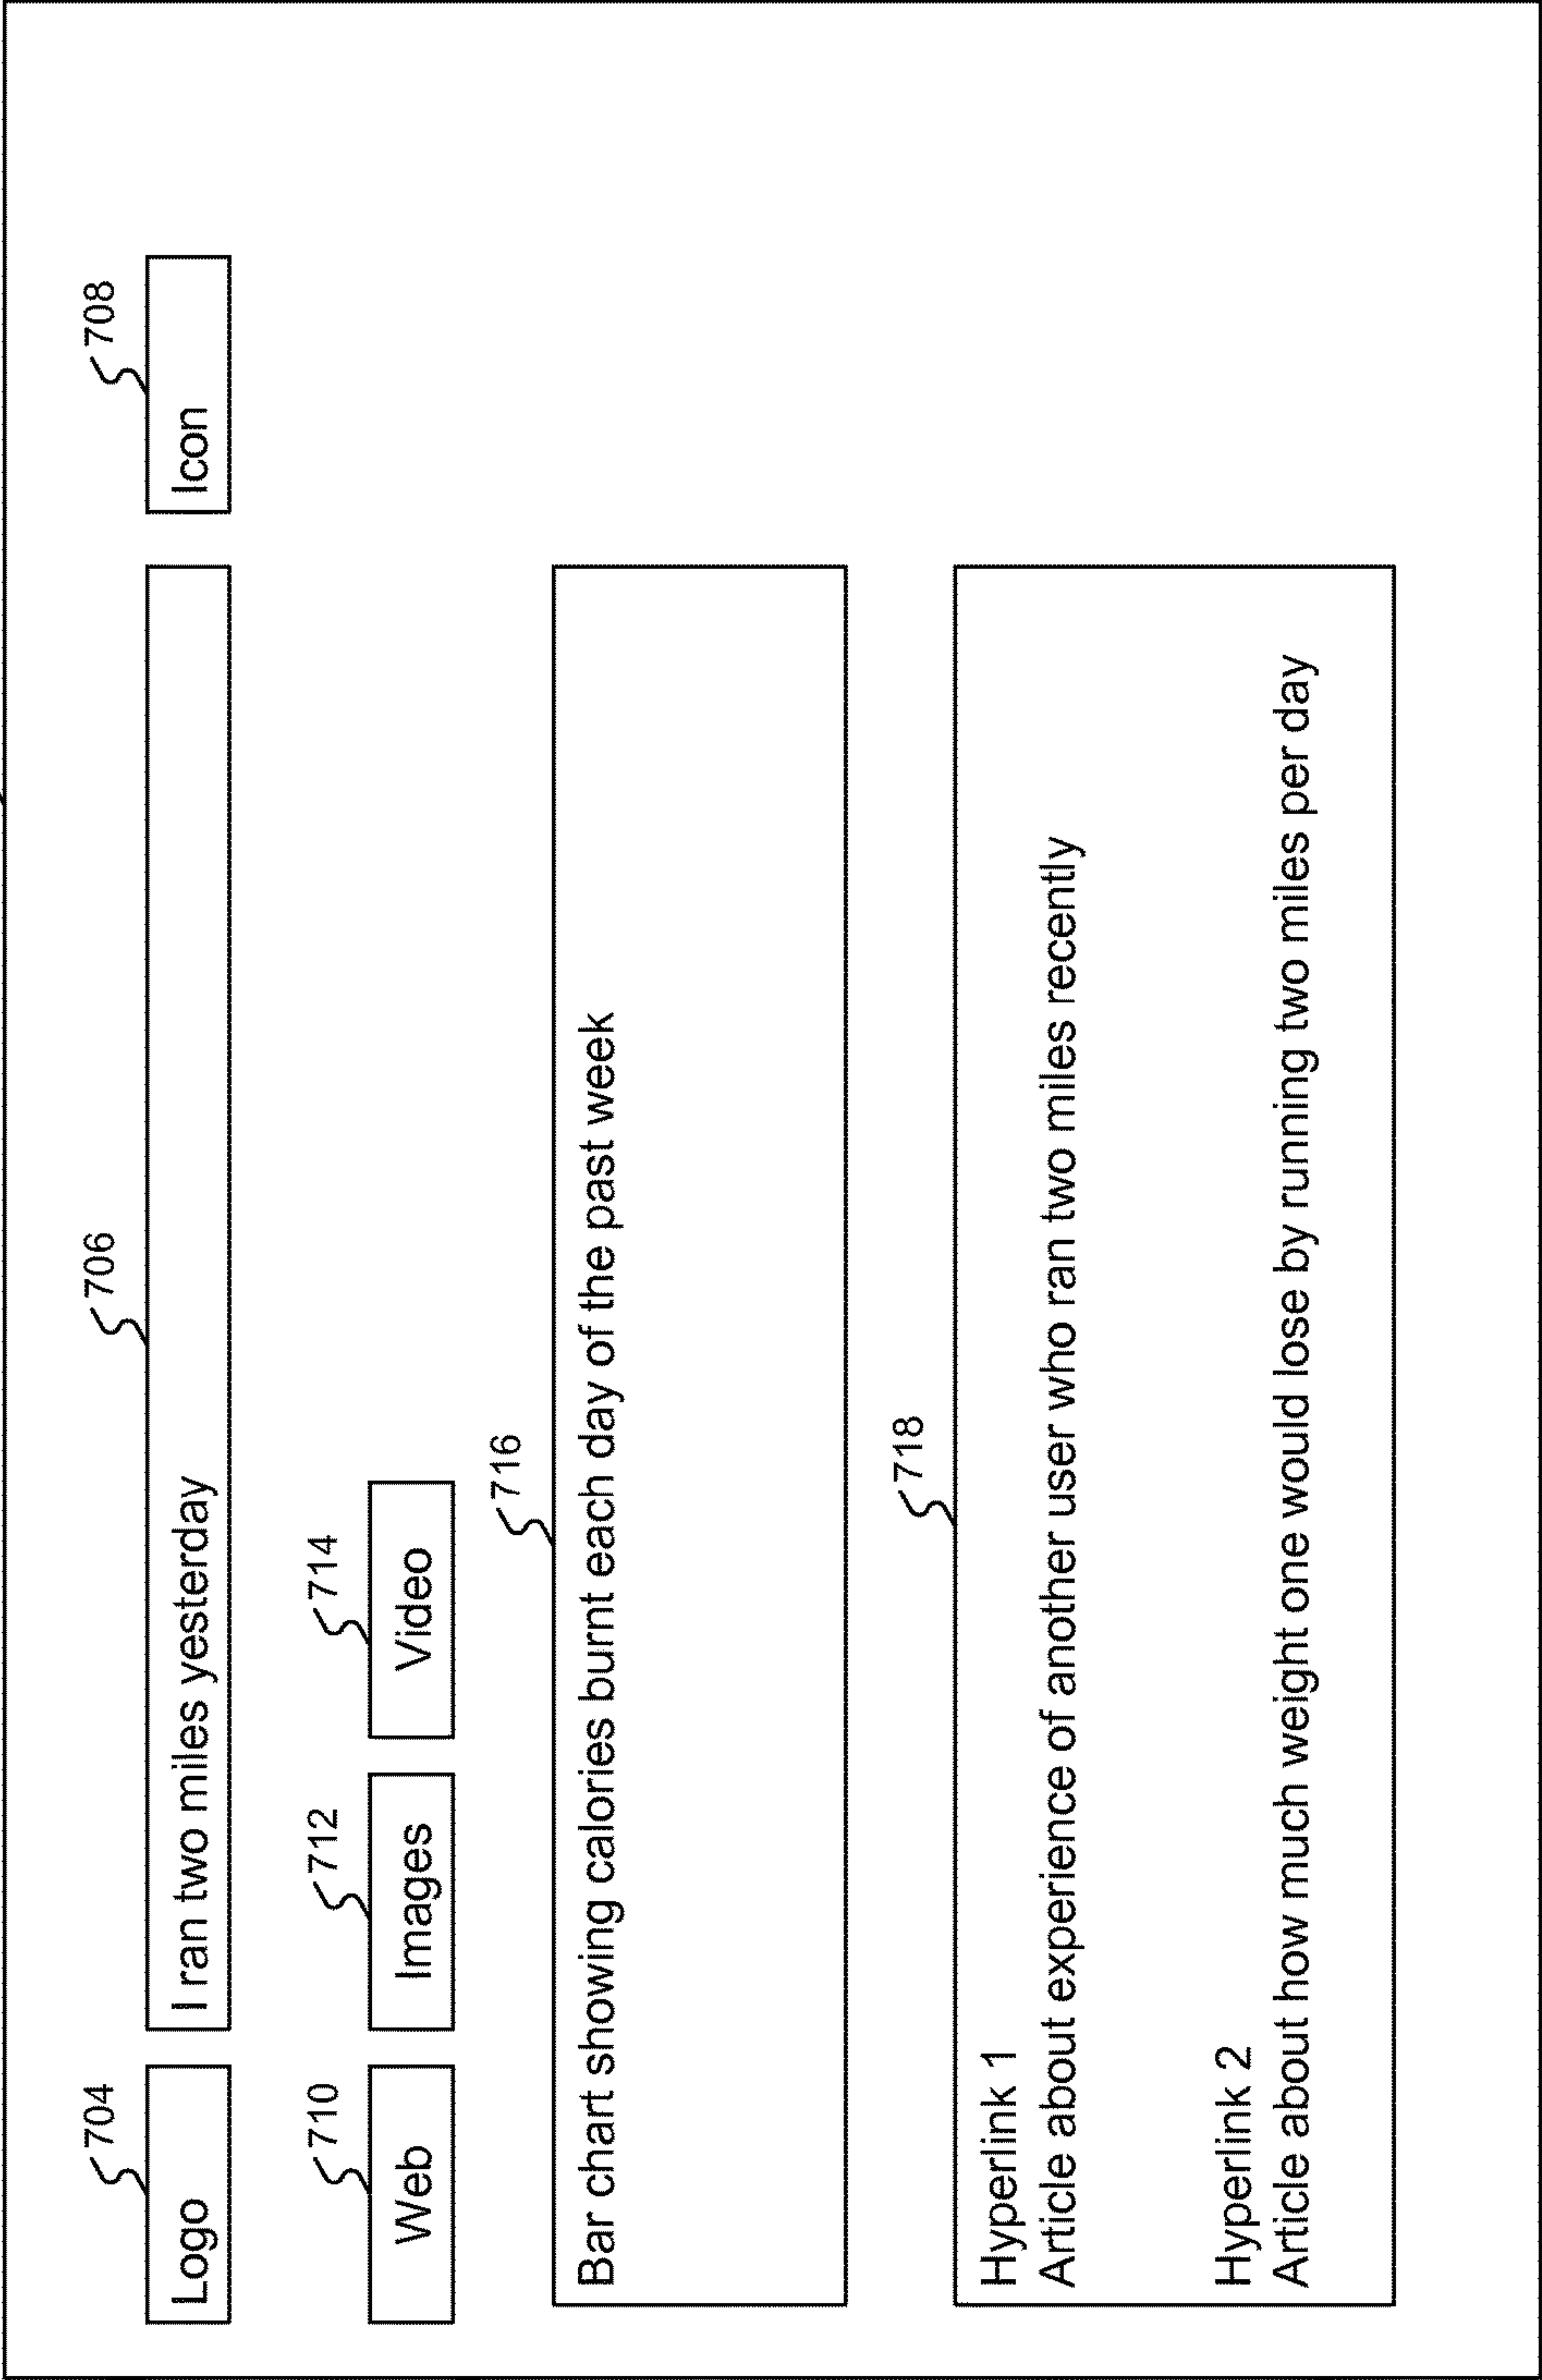 704
706
708
Logo
I ran two miles yesterday
Icon
710
712
714
Web
Images
Video
716
Bar chart showing calories burnt each day of the past week
718
Hyperlink 1
Article about experience of another user who ran two miles recently
Hyperlink 2
Article about how much weight one would lose by running two miles per day